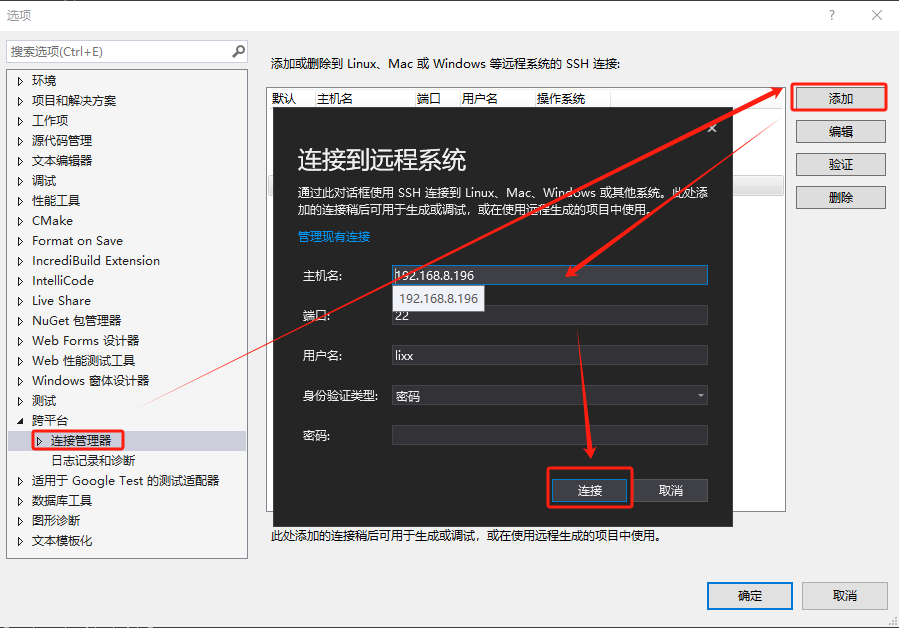 选项
搜索选项(Ctrl+E)
环境
项目和解决方案
工作项
源代码管理
文本编辑器
调试
性能工具
CMake
Format on Save
IncrediBuild Extension
IntelliCode
Live Share
NuGet 包管理器
Web Forms 设计器
Web 性能测试工具
Windows 窗体设计器
测试
跨平台
连接管理器
日志记录和诊断
适用于 Google Test 的测试适配器
数据库工具
图形诊断
文本模板化
添加或删除到 Linux、Mac 或 Windows 等远程系统的 SSH 连接:
默认 主机名 端口 用户名 操作系统
添加
编辑
验证
删除
连接到远程系统
通过此对话框使用 SSH 连接到 Linux、Mac、Windows 或其他系统。此处添
加的连接稍后可用于生成或调试，或在使用远程生成的项目中使用。
管理现有连接
主机名: 192.168.8.196
192.168.8.196
端口: 22
用户名: lixx
身份验证类型: 密码
密码:
连接 取消
此处添加的连接稍后可用于生成或调试，或在使用远程生成的项目中使用。
确定 取消